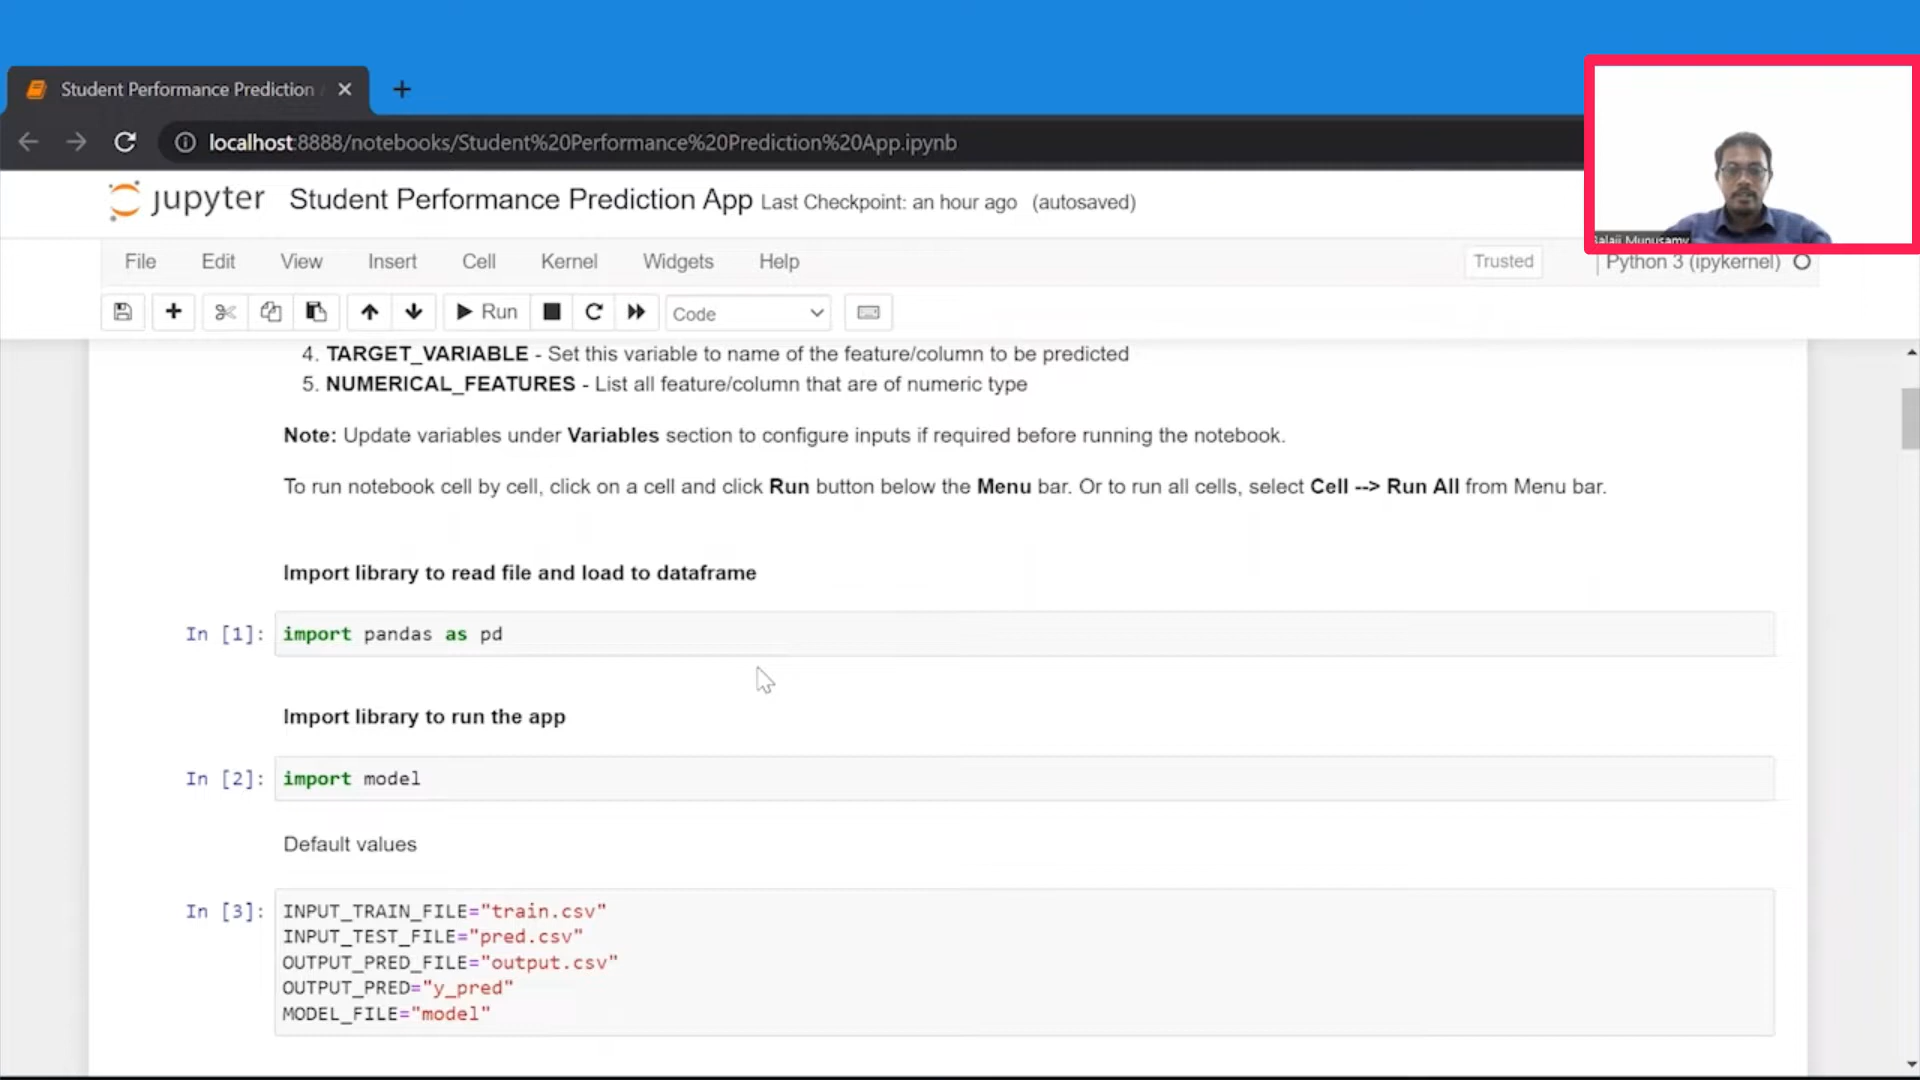 Student Performance Prediction
localhost:8888/notebooks/Student%20Performance%20Prediction%20App.ipynb
jupyter Student Performance Prediction App Last Checkpoint: an hour ago (autosaved)
Balaji Munusamy
File Edit View Insert Cell Kernel Widgets Help Trusted Python 3 (ipykernel)
Run Code
4. TARGET_VARIABLE - Set this variable to name of the feature/column to be predicted
5. NUMERICAL_FEATURES - List all feature/column that are of numeric type
Note: Update variables under Variables section to configure inputs if required before running the notebook.
To run notebook cell by cell, click on a cell and click Run button below the Menu bar. Or to run all cells, select Cell --> Run All from Menu bar.
Import library to read file and load to dataframe
In [1]: import pandas as pd
Import library to run the app
In [2]: import model
Default values
In [3]: INPUT_TRAIN_FILE="train.csv"
INPUT_TEST_FILE="pred.csv"
OUTPUT_PRED_FILE="output.csv"
OUTPUT_PRED="y_pred"
MODEL_FILE="model"